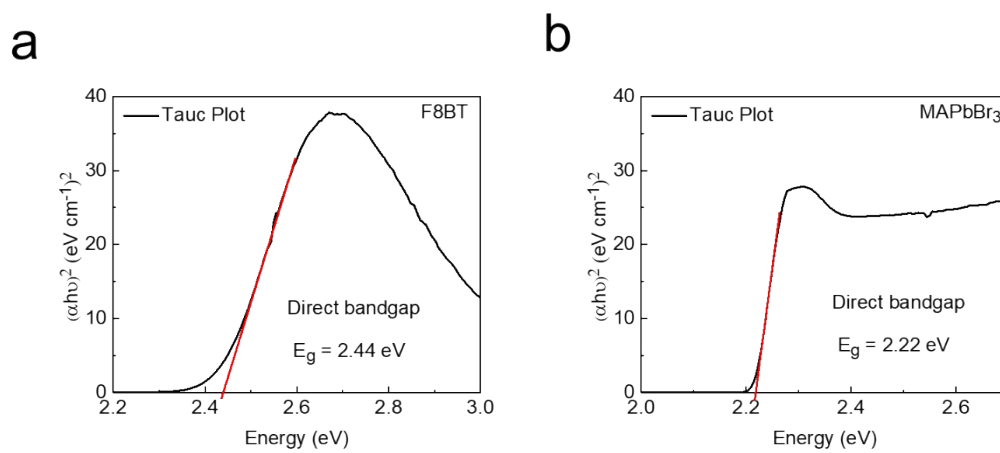 a
Tauc Plot
F8BT
40
30
20
10
0
(αhυ)² (eV cm⁻¹)²
Direct bandgap
E_g = 2.44 eV
2.2 2.4 2.6 2.8 3.0
Energy (eV)
b
Tauc Plot
MAPbBr₃
40
30
20
10
0
(αhυ)² (eV cm⁻¹)²
Direct bandgap
E_g = 2.22 eV
2.0 2.2 2.4 2.6
Energy (eV)